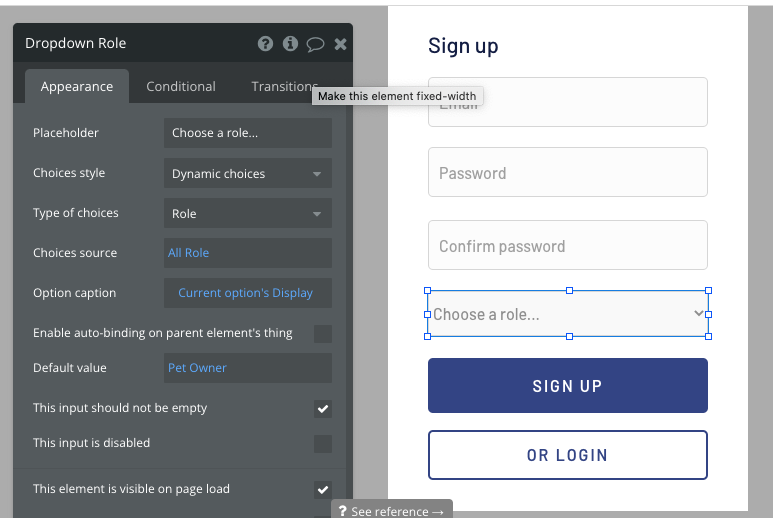 Dropdown Role
Appearance
Conditional
Transitions
Make this element fixed-width
Placeholder
Choose a role...
Choices style
Dynamic choices
Type of choices
Role
Choices source
All Role
Option caption
Current option's Display
Enable auto-binding on parent element's thing
Default value
Pet Owner
This input should not be empty
This input is disabled
This element is visible on page load
? See reference →
Sign up
Email
Password
Confirm password
Choose a role...
SIGN UP
OR LOGIN